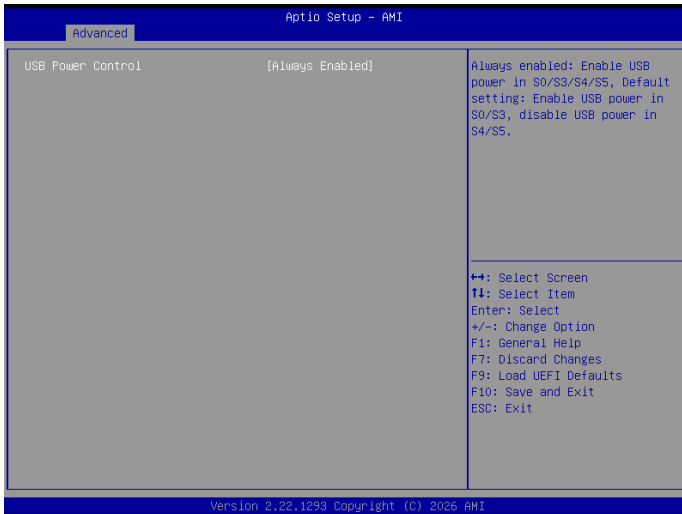 Aptio Setup – AMI
Advanced
USB Power Control [Always Enabled]
Always enabled: Enable USB
power in S0/S3/S4/S5, Default
setting: Enable USB power in
S0/S3, disable USB power in
S4/S5.
↔: Select Screen
↑↓: Select Item
Enter: Select
+/-: Change Option
F1: General Help
F7: Discard Changes
F9: Load UEFI Defaults
F10: Save and Exit
ESC: Exit
Version 2.22.1293 Copyright (C) 2026 AMI